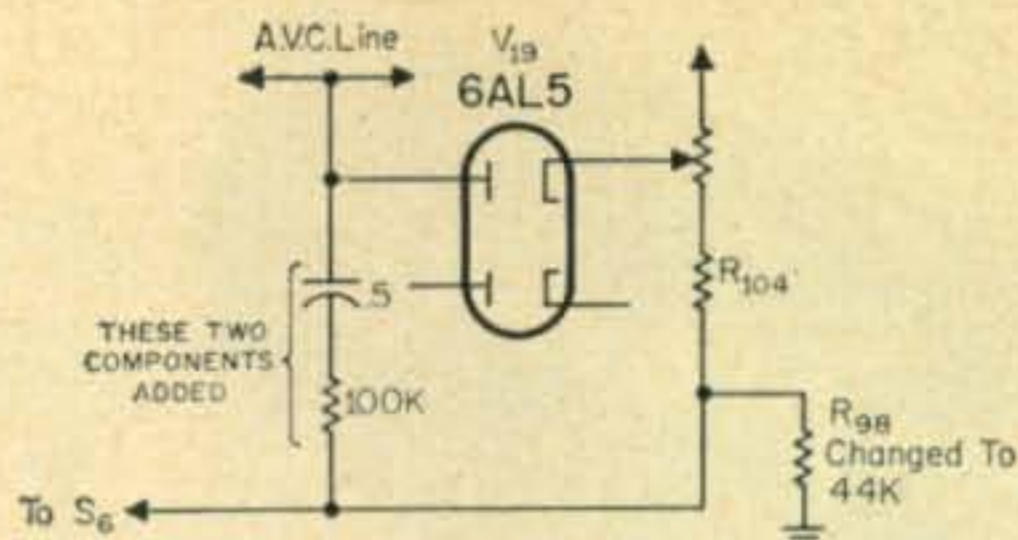 A.V.C. Line
V19
6AL5
R104
.5
THESE TWO
COMPONENTS
ADDED
100K
R98
Changed To
44K
To S6